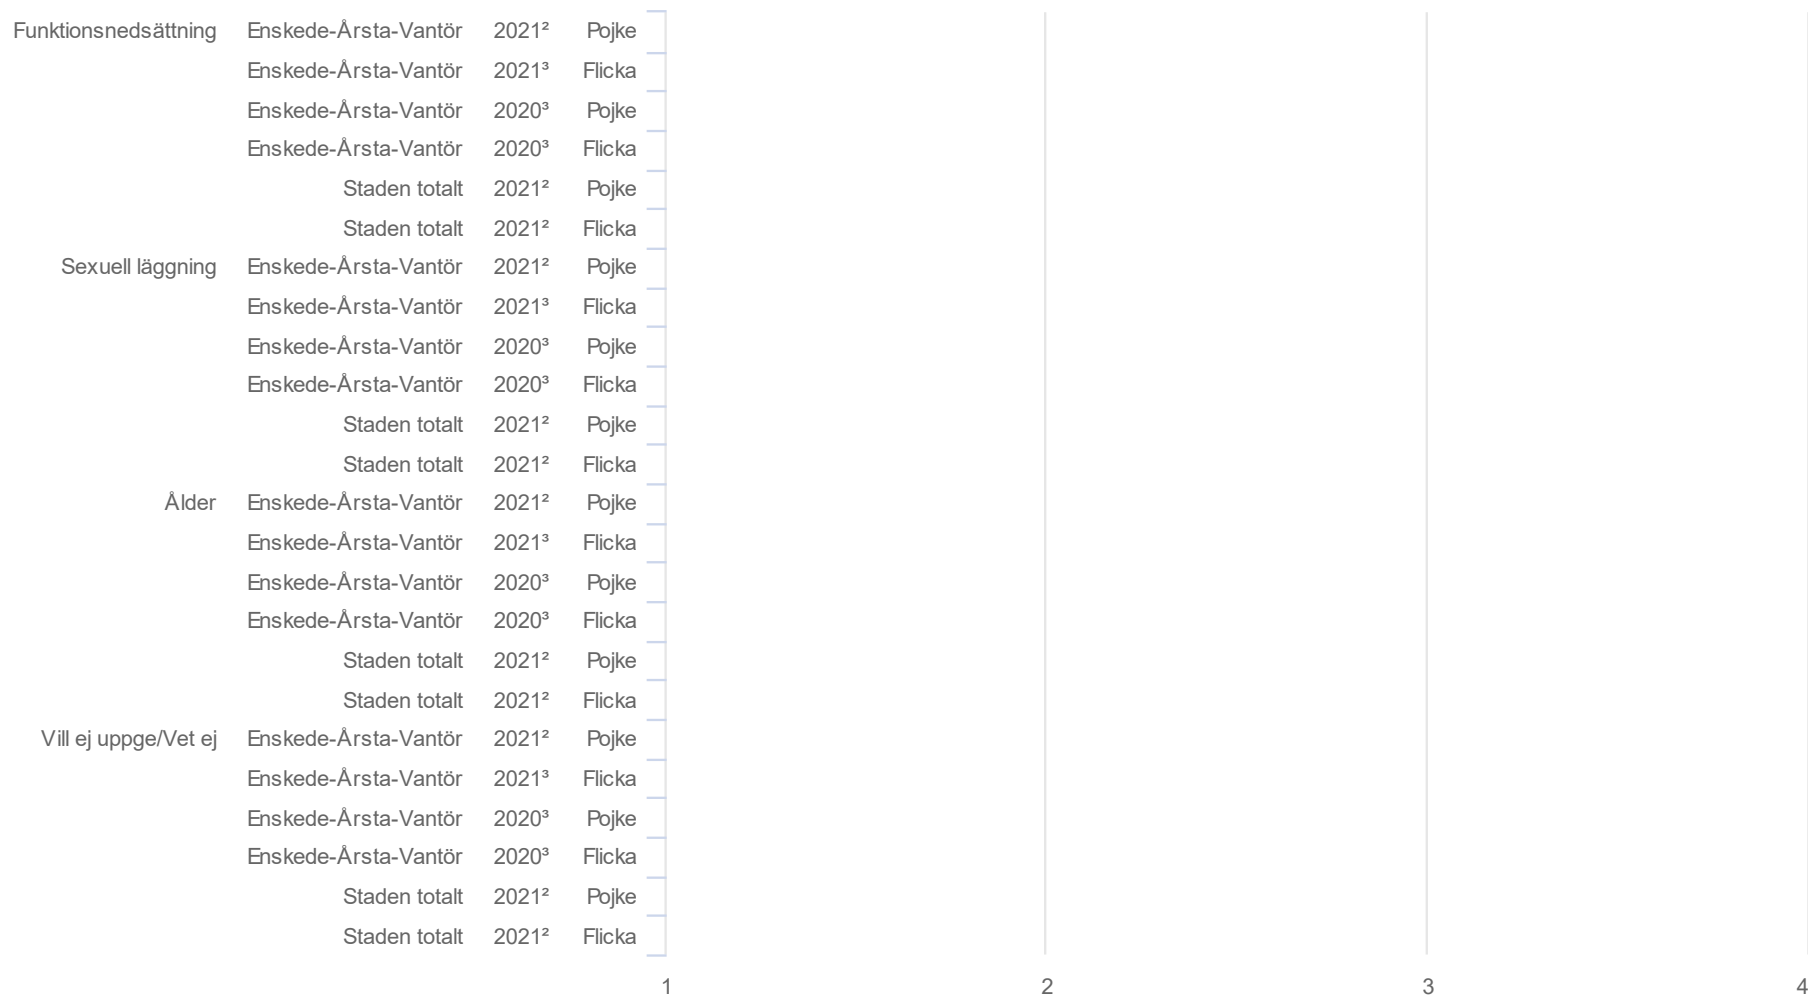 Funktionsnedsättning Enskede-Årsta-Vantör 2021² Pojke
Enskede-Årsta-Vantör 2021³ Flicka
Enskede-Årsta-Vantör 2020³ Pojke
Enskede-Årsta-Vantör 2020³ Flicka
Staden totalt 2021² Pojke
Staden totalt 2021² Flicka
Sexuell läggning Enskede-Årsta-Vantör 2021² Pojke
Enskede-Årsta-Vantör 2021³ Flicka
Enskede-Årsta-Vantör 2020³ Pojke
Enskede-Årsta-Vantör 2020³ Flicka
Staden totalt 2021² Pojke
Staden totalt 2021² Flicka
Ålder Enskede-Årsta-Vantör 2021² Pojke
Enskede-Årsta-Vantör 2021³ Flicka
Enskede-Årsta-Vantör 2020³ Pojke
Enskede-Årsta-Vantör 2020³ Flicka
Staden totalt 2021² Pojke
Staden totalt 2021² Flicka
Vill ej uppge/Vet ej Enskede-Årsta-Vantör 2021² Pojke
Enskede-Årsta-Vantör 2021³ Flicka
Enskede-Årsta-Vantör 2020³ Pojke
Enskede-Årsta-Vantör 2020³ Flicka
Staden totalt 2021² Pojke
Staden totalt 2021² Flicka
1 2 3 4